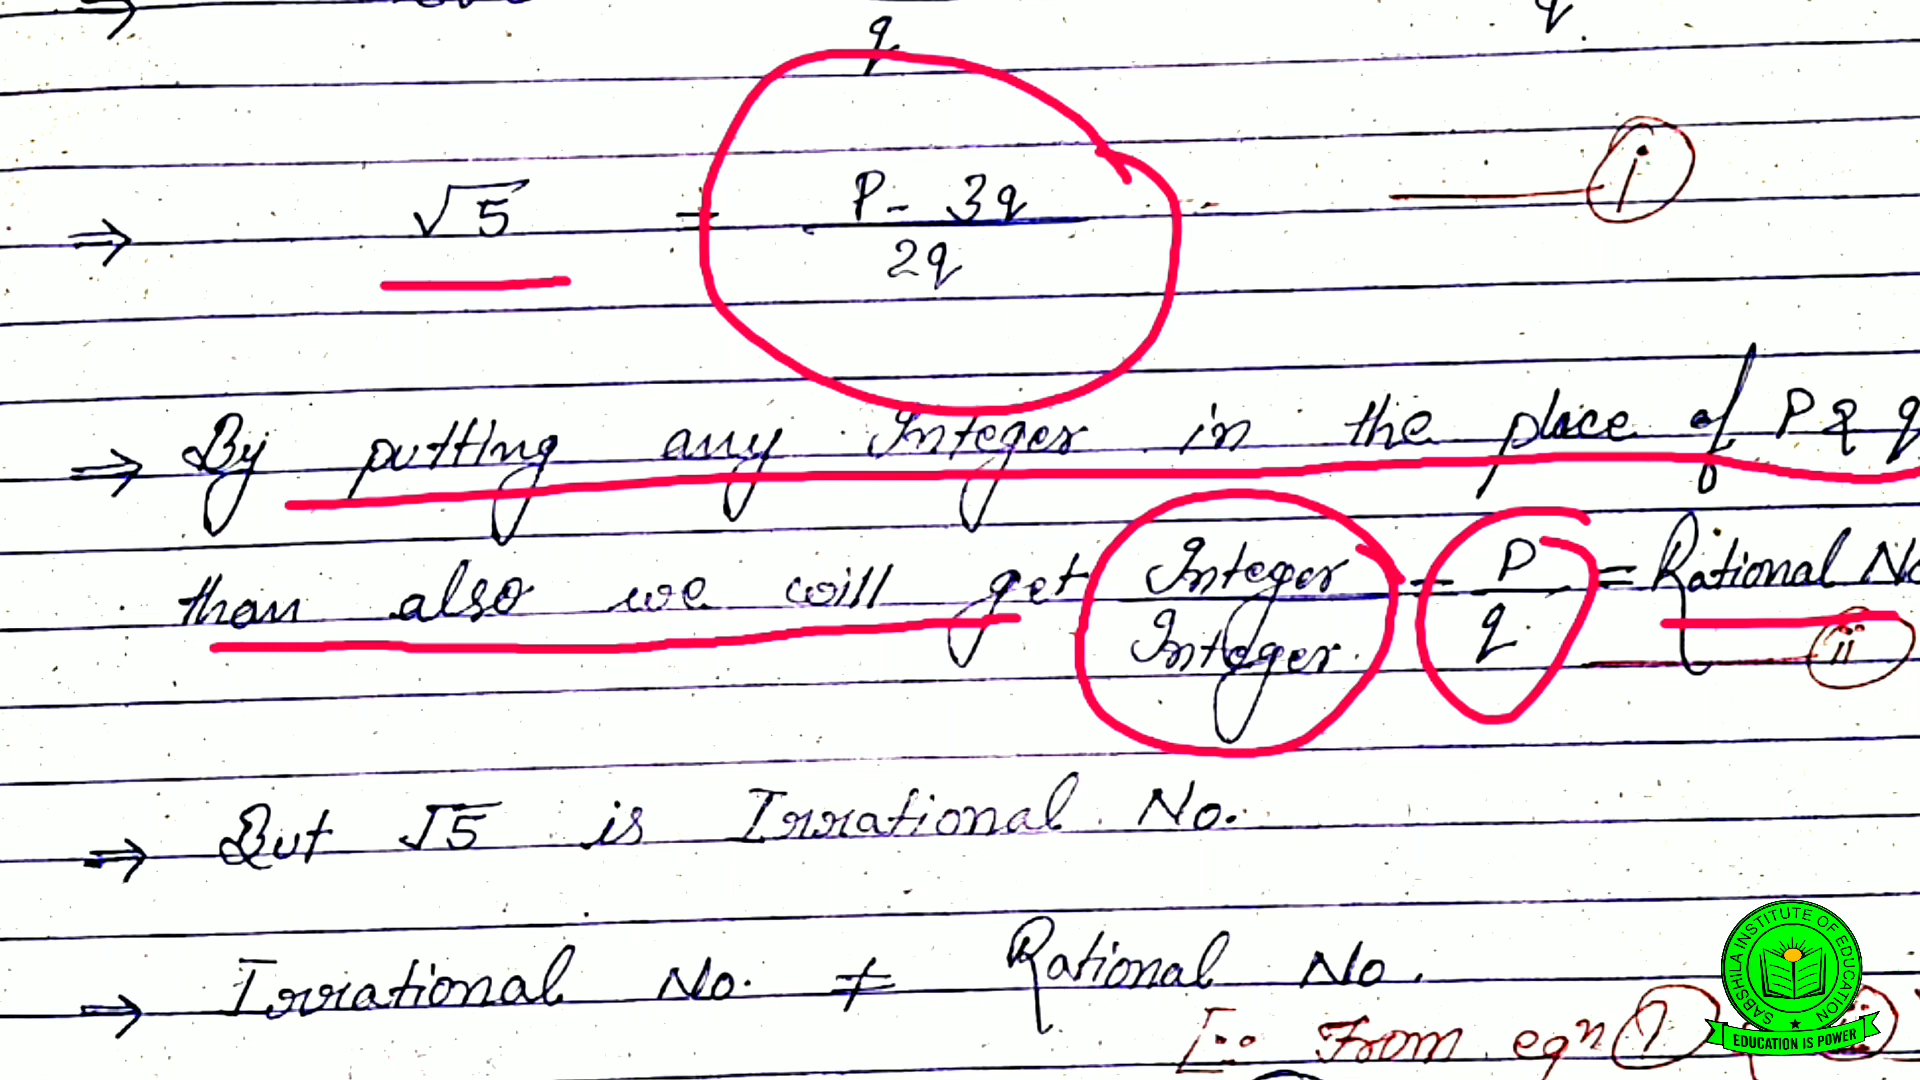 q q.
⇒ √5 = P - 3q / 2q — i
⇒ By putting any Integer in the place of P & q
than also we will get Integer / Integer = P / q = Rational No
ii
⇒ But √5 is Irrational No.
⇒ Irrational No. ≠ Rational No.
[∵ From eqn i
SABSHILA INSTITUTE OF EDUCATION
EDUCATION IS POWER